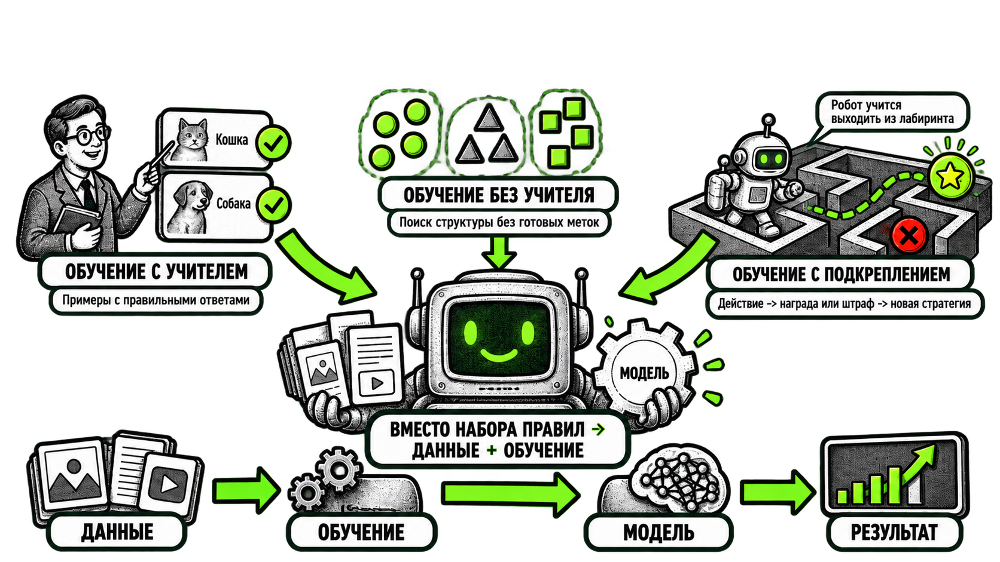 Кошка
Собака
ОБУЧЕНИЕ С УЧИТЕЛЕМ
Примеры с правильными ответами
ОБУЧЕНИЕ БЕЗ УЧИТЕЛЯ
Поиск структуры без готовых меток
Робот учится
выходить из лабиринта
ОБУЧЕНИЕ С ПОДКРЕПЛЕНИЕМ
Действие -> награда или штраф -> новая стратегия
МОДЕЛЬ
ВМЕСТО НАБОРА ПРАВИЛ →
ДАННЫЕ + ОБУЧЕНИЕ
ДАННЫЕ
ОБУЧЕНИЕ
МОДЕЛЬ
РЕЗУЛЬТАТ